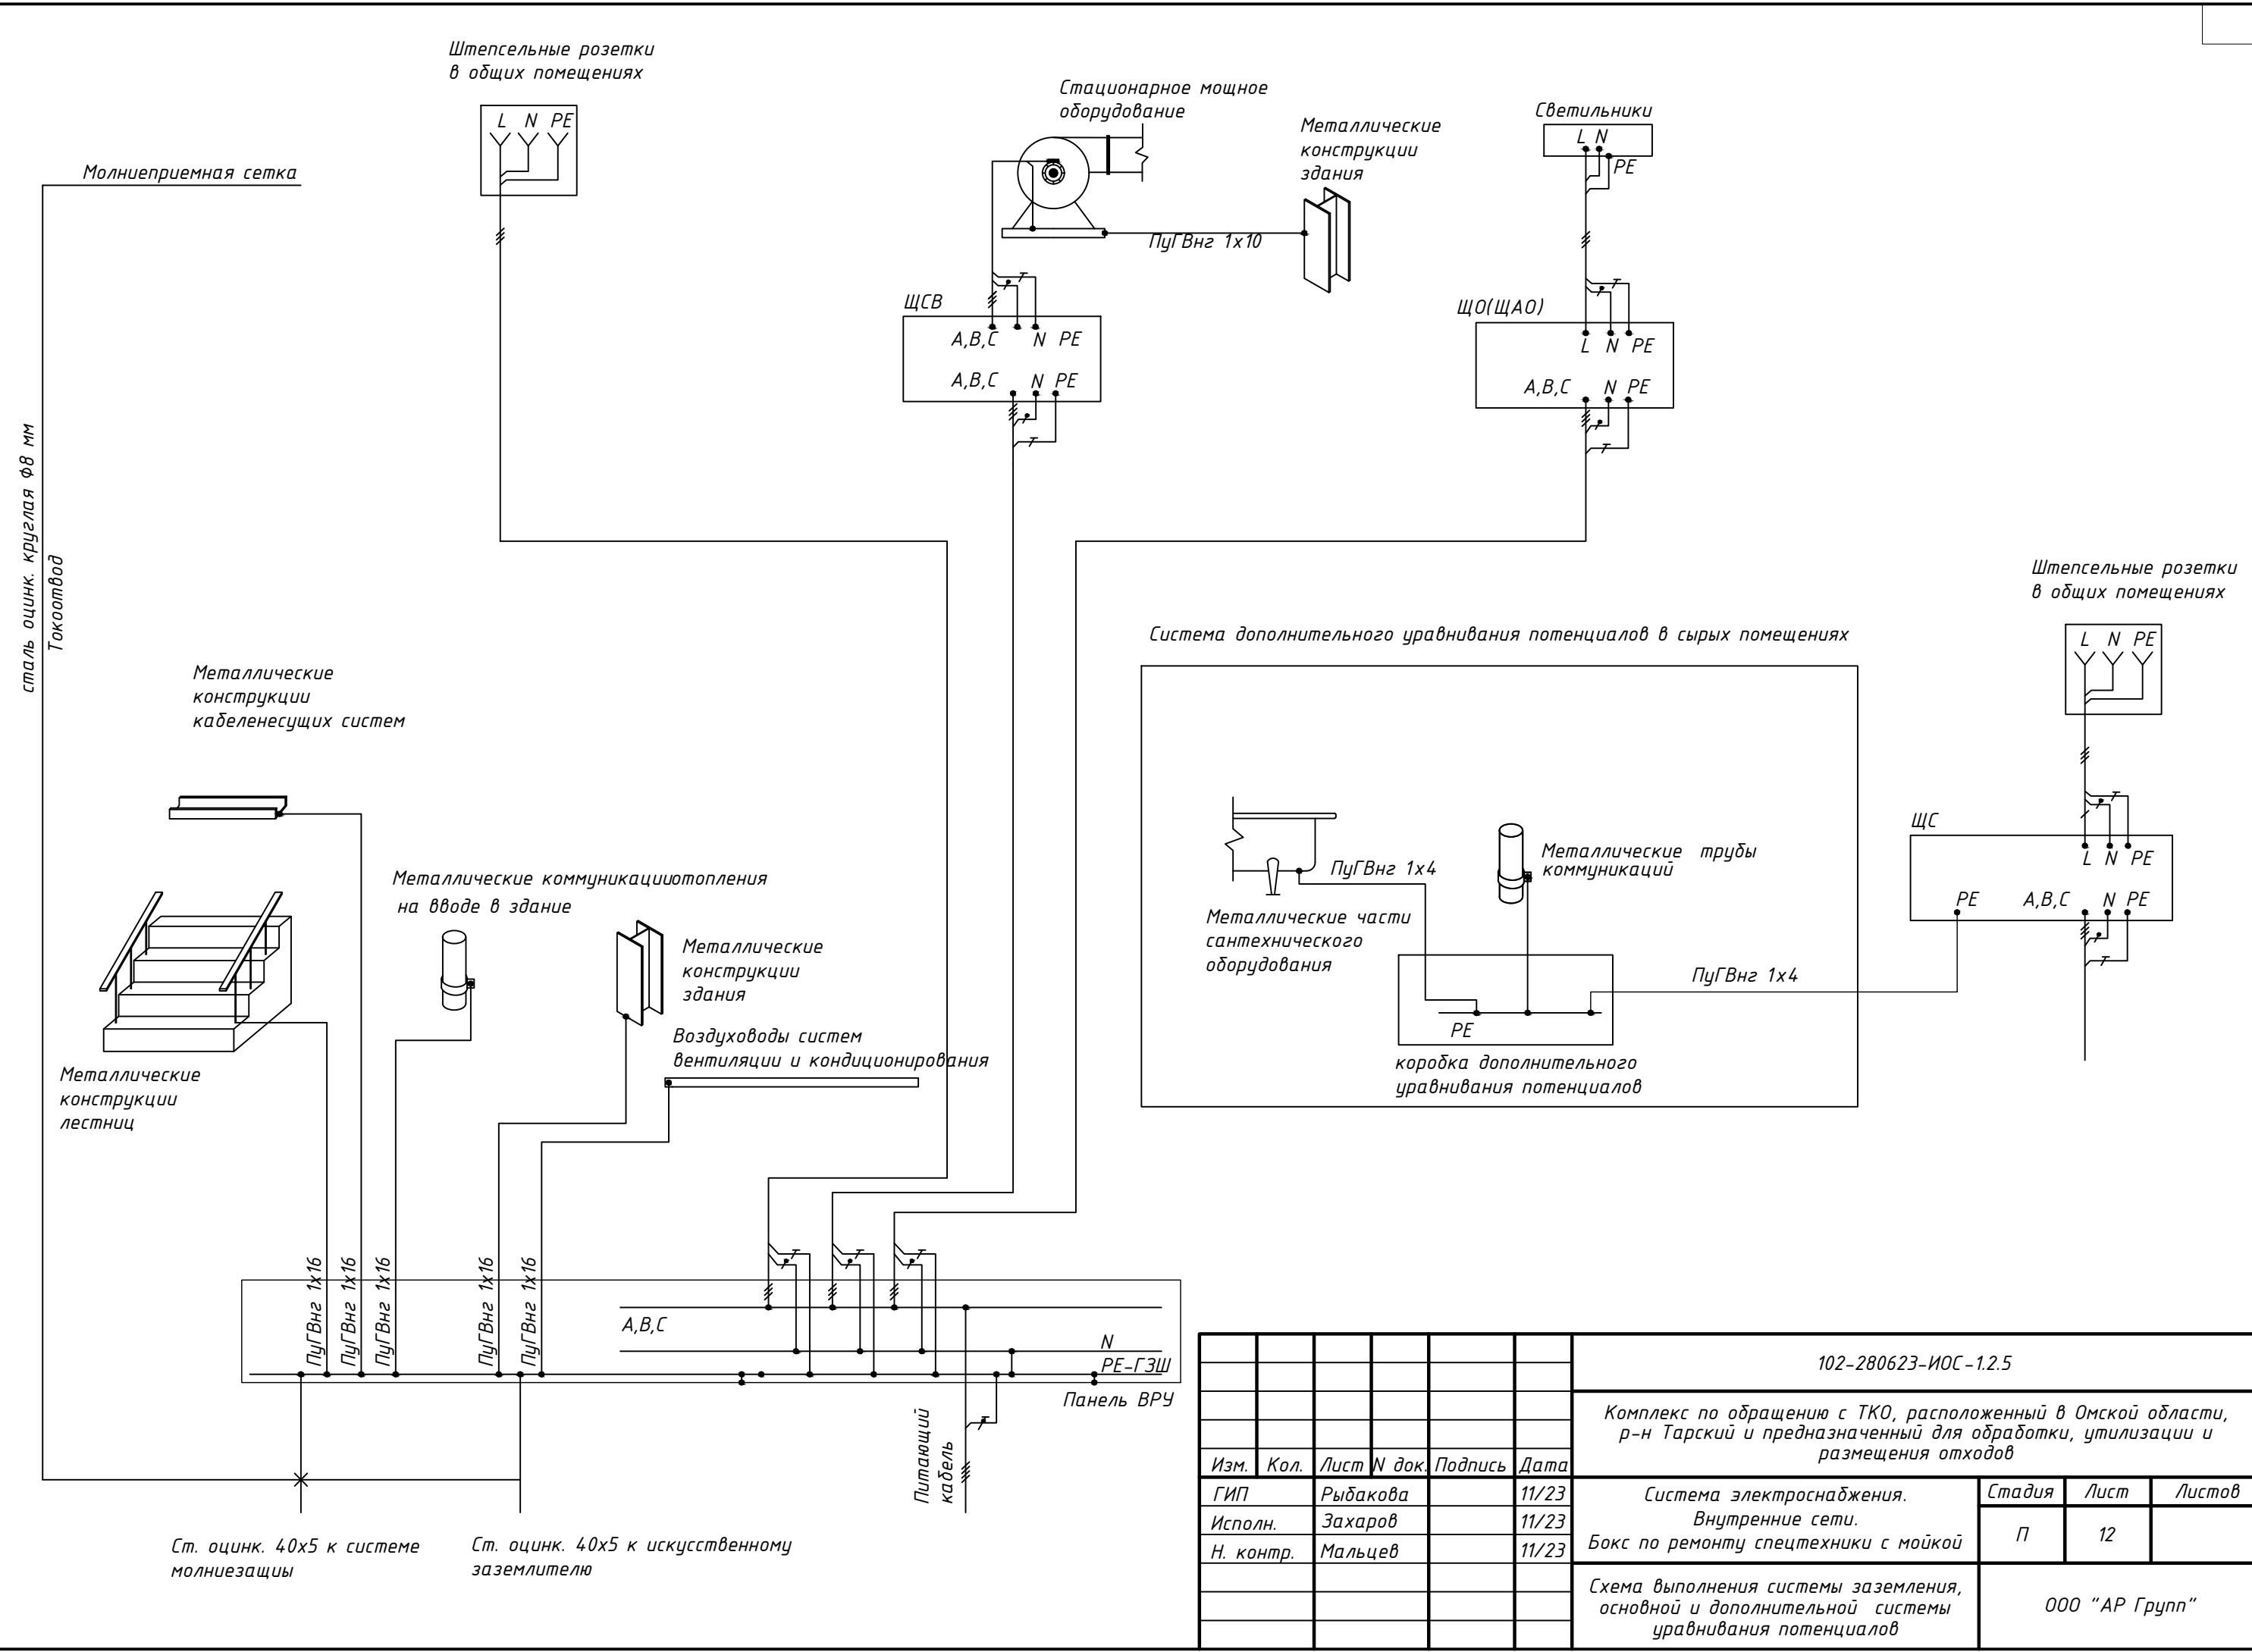 Штепсельные розетки
в общих помещениях
L N PE
Молниеприемная сетка
сталь оцинк. круглая Ф8 мм
Токоотвод
Стационарное мощное
оборудование
Металлические
конструкции
здания
ПуГВнг 1х10
ЩСВ
A,B,C N PE
A,B,C N PE
Светильники
L N
PE
ЩО(ЩАО)
L N PE
A,B,C N PE
Штепсельные розетки
в общих помещениях
L N PE
ЩС
L N PE
PE A,B,C N PE
Система дополнительного уравнивания потенциалов в сырых помещениях
ПуГВнг 1х4
Металлические трубы
коммуникаций
Металлические части
сантехнического
оборудования
ПуГВнг 1х4
PE
коробка дополнительного
уравнивания потенциалов
Металлические
конструкции
кабеленесущих систем
Металлические коммуникацииотопления
на вводе в здание
Металлические
конструкции
здания
Воздуховоды систем
вентиляции и кондиционирования
Металлические
конструкции
лестниц
ПуГВнг 1х16
ПуГВнг 1х16
ПуГВнг 1х16
ПуГВнг 1х16
ПуГВнг 1х16
A,B,C
N
PE-ГЗШ
Панель ВРУ
Питающий
кабель
Ст. оцинк. 40х5 к системе
молниезащиы
Ст. оцинк. 40х5 к искусственному
заземлителю
102-280623-ИОС-1.2.5
Комплекс по обращению с ТКО, расположенный в Омской области,
р-н Тарский и предназначенный для обработки, утилизации и
размещения отходов
Изм. Кол. Лист N док. Подпись Дата
ГИП Рыбакова 11/23
Исполн. Захаров 11/23
Н. контр. Мальцев 11/23
Система электроснабжения.
Внутренние сети.
Бокс по ремонту спецтехники с мойкой
Стадия Лист Листов
П 12
Схема выполнения системы заземления,
основной и дополнительной системы
уравнивания потенциалов
ООО "АР Групп"